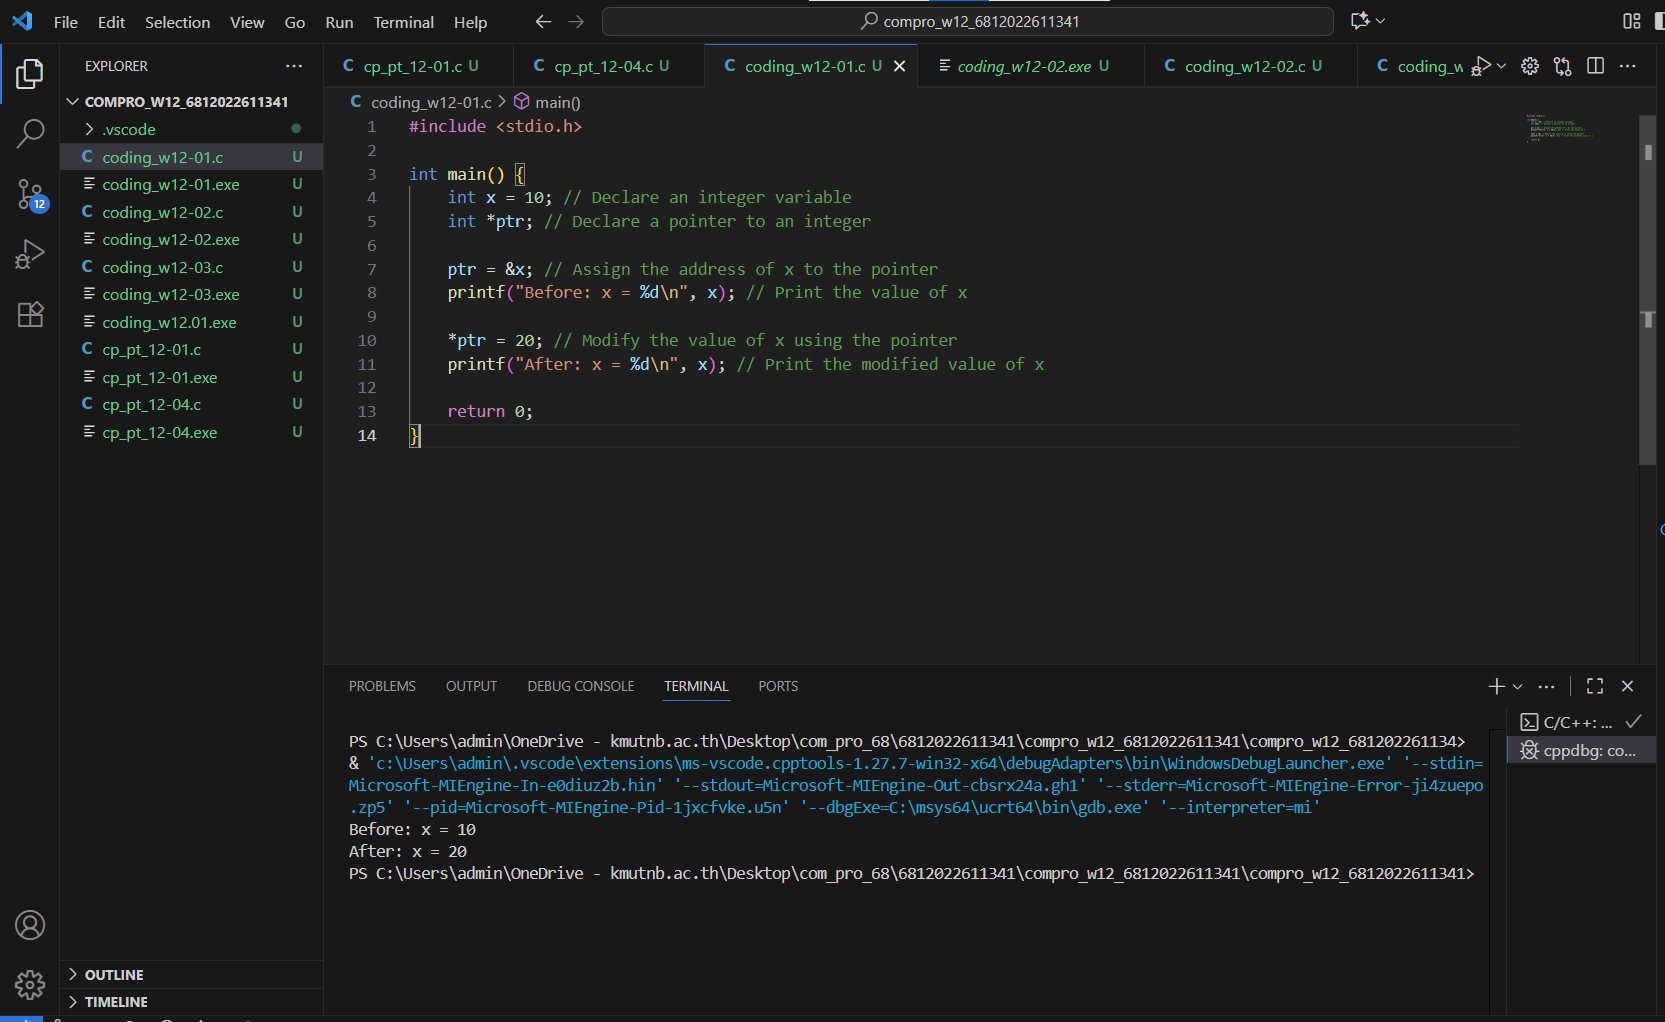 File Edit Selection View Go Run Terminal Help
compro_w12_6812022611341
EXPLORER
COMPRO_W12_6812022611341
.vscode
coding_w12-01.c U
coding_w12-01.exe U
coding_w12-02.c U
coding_w12-02.exe U
coding_w12-03.c U
coding_w12-03.exe U
coding_w12.01.exe U
cp_pt_12-01.c U
cp_pt_12-01.exe U
cp_pt_12-04.c U
cp_pt_12-04.exe U
12
OUTLINE
TIMELINE
C cp_pt_12-01.c U C cp_pt_12-04.c U C coding_w12-01.c U coding_w12-02.exe U C coding_w12-02.c U C coding_w
C coding_w12-01.c > main()
1 #include <stdio.h>
2
3 int main() {
4 int x = 10; // Declare an integer variable
5 int *ptr; // Declare a pointer to an integer
6
7 ptr = &x; // Assign the address of x to the pointer
8 printf("Before: x = %d\n", x); // Print the value of x
9
10 *ptr = 20; // Modify the value of x using the pointer
11 printf("After: x = %d\n", x); // Print the modified value of x
12
13 return 0;
14 }
PROBLEMS OUTPUT DEBUG CONSOLE TERMINAL PORTS
PS C:\Users\admin\OneDrive - kmutnb.ac.th\Desktop\com_pro_68\6812022611341\compro_w12_6812022611341\compro_w12_681202261134>
& 'c:\Users\admin\.vscode\extensions\ms-vscode.cpptools-1.27.7-win32-x64\debugAdapters\bin\WindowsDebugLauncher.exe' '--stdin=
Microsoft-MIEngine-In-e0diuz2b.hin' '--stdout=Microsoft-MIEngine-Out-cbsrx24a.gh1' '--stderr=Microsoft-MIEngine-Error-ji4zuepo
.zp5' '--pid=Microsoft-MIEngine-Pid-1jxcfvke.u5n' '--dbgExe=C:\msys64\ucrt64\bin\gdb.exe' '--interpreter=mi'
Before: x = 10
After: x = 20
PS C:\Users\admin\OneDrive - kmutnb.ac.th\Desktop\com_pro_68\6812022611341\compro_w12_6812022611341\compro_w12_6812022611341>
C/C++: ...
cppdbg: co...